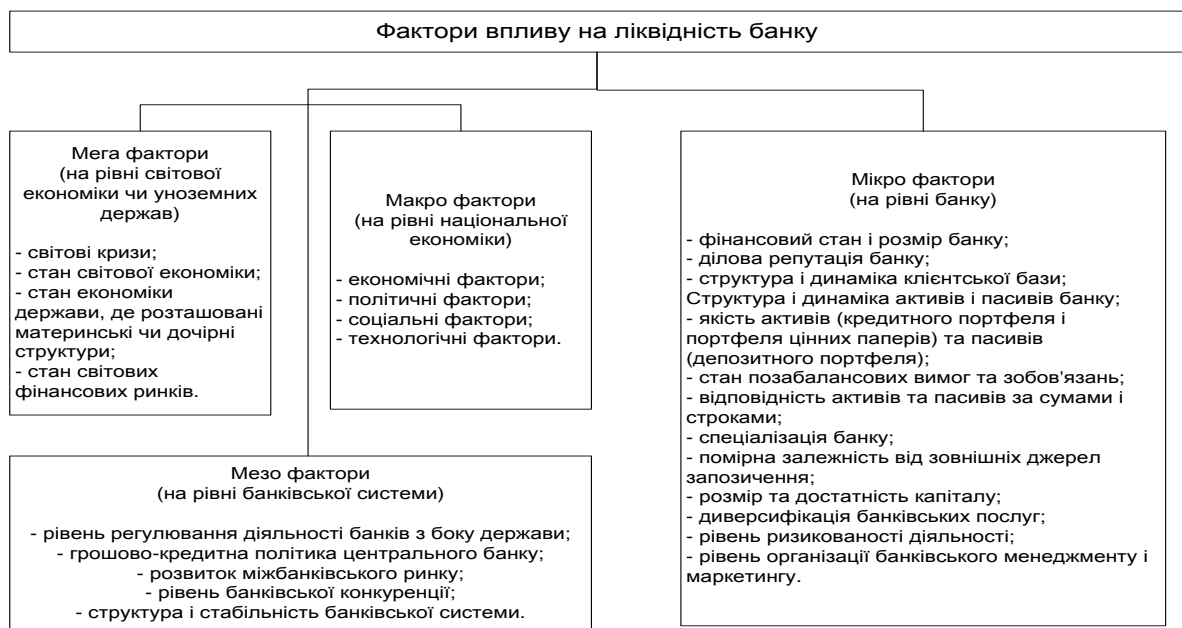 Фактори впливу на ліквідність банку
Мега фактори
(на рівні світової
економіки чи уноземних
держав)
- світові кризи;
- стан світової економіки;
- стан економіки
держави, де розташовані
материнські чи дочірні
структури;
- стан світових
фінансових ринків.
Макро фактори
(на рівні національної
економіки)
- економічні фактори;
- політичні фактори;
- соціальні фактори;
- технологічні фактори.
Мезо фактори
(на рівні банківської системи)
- рівень регулювання діяльності банків з боку держави;
- грошово-кредитна політика центрального банку;
- розвиток міжбанківського ринку;
- рівень банківської конкуренції;
- структура і стабільність банківської системи.
Мікро фактори
(на рівні банку)
- фінансовий стан і розмір банку;
- ділова репутація банку;
- структура і динаміка клієнтської бази;
Структура і динаміка активів і пасивів банку;
- якість активів (кредитного портфеля і
портфеля цінних паперів) та пасивів
(депозитного портфеля);
- стан позабалансових вимог та зобов'язань;
- відповідність активів та пасивів за сумами і
строками;
- спеціалізація банку;
- помірна залежність від зовнішніх джерел
запозичення;
- розмір та достатність капіталу;
- диверсифікація банківських послуг;
- рівень ризикованості діяльності;
- рівень організації банківського менеджменту і
маркетингу.